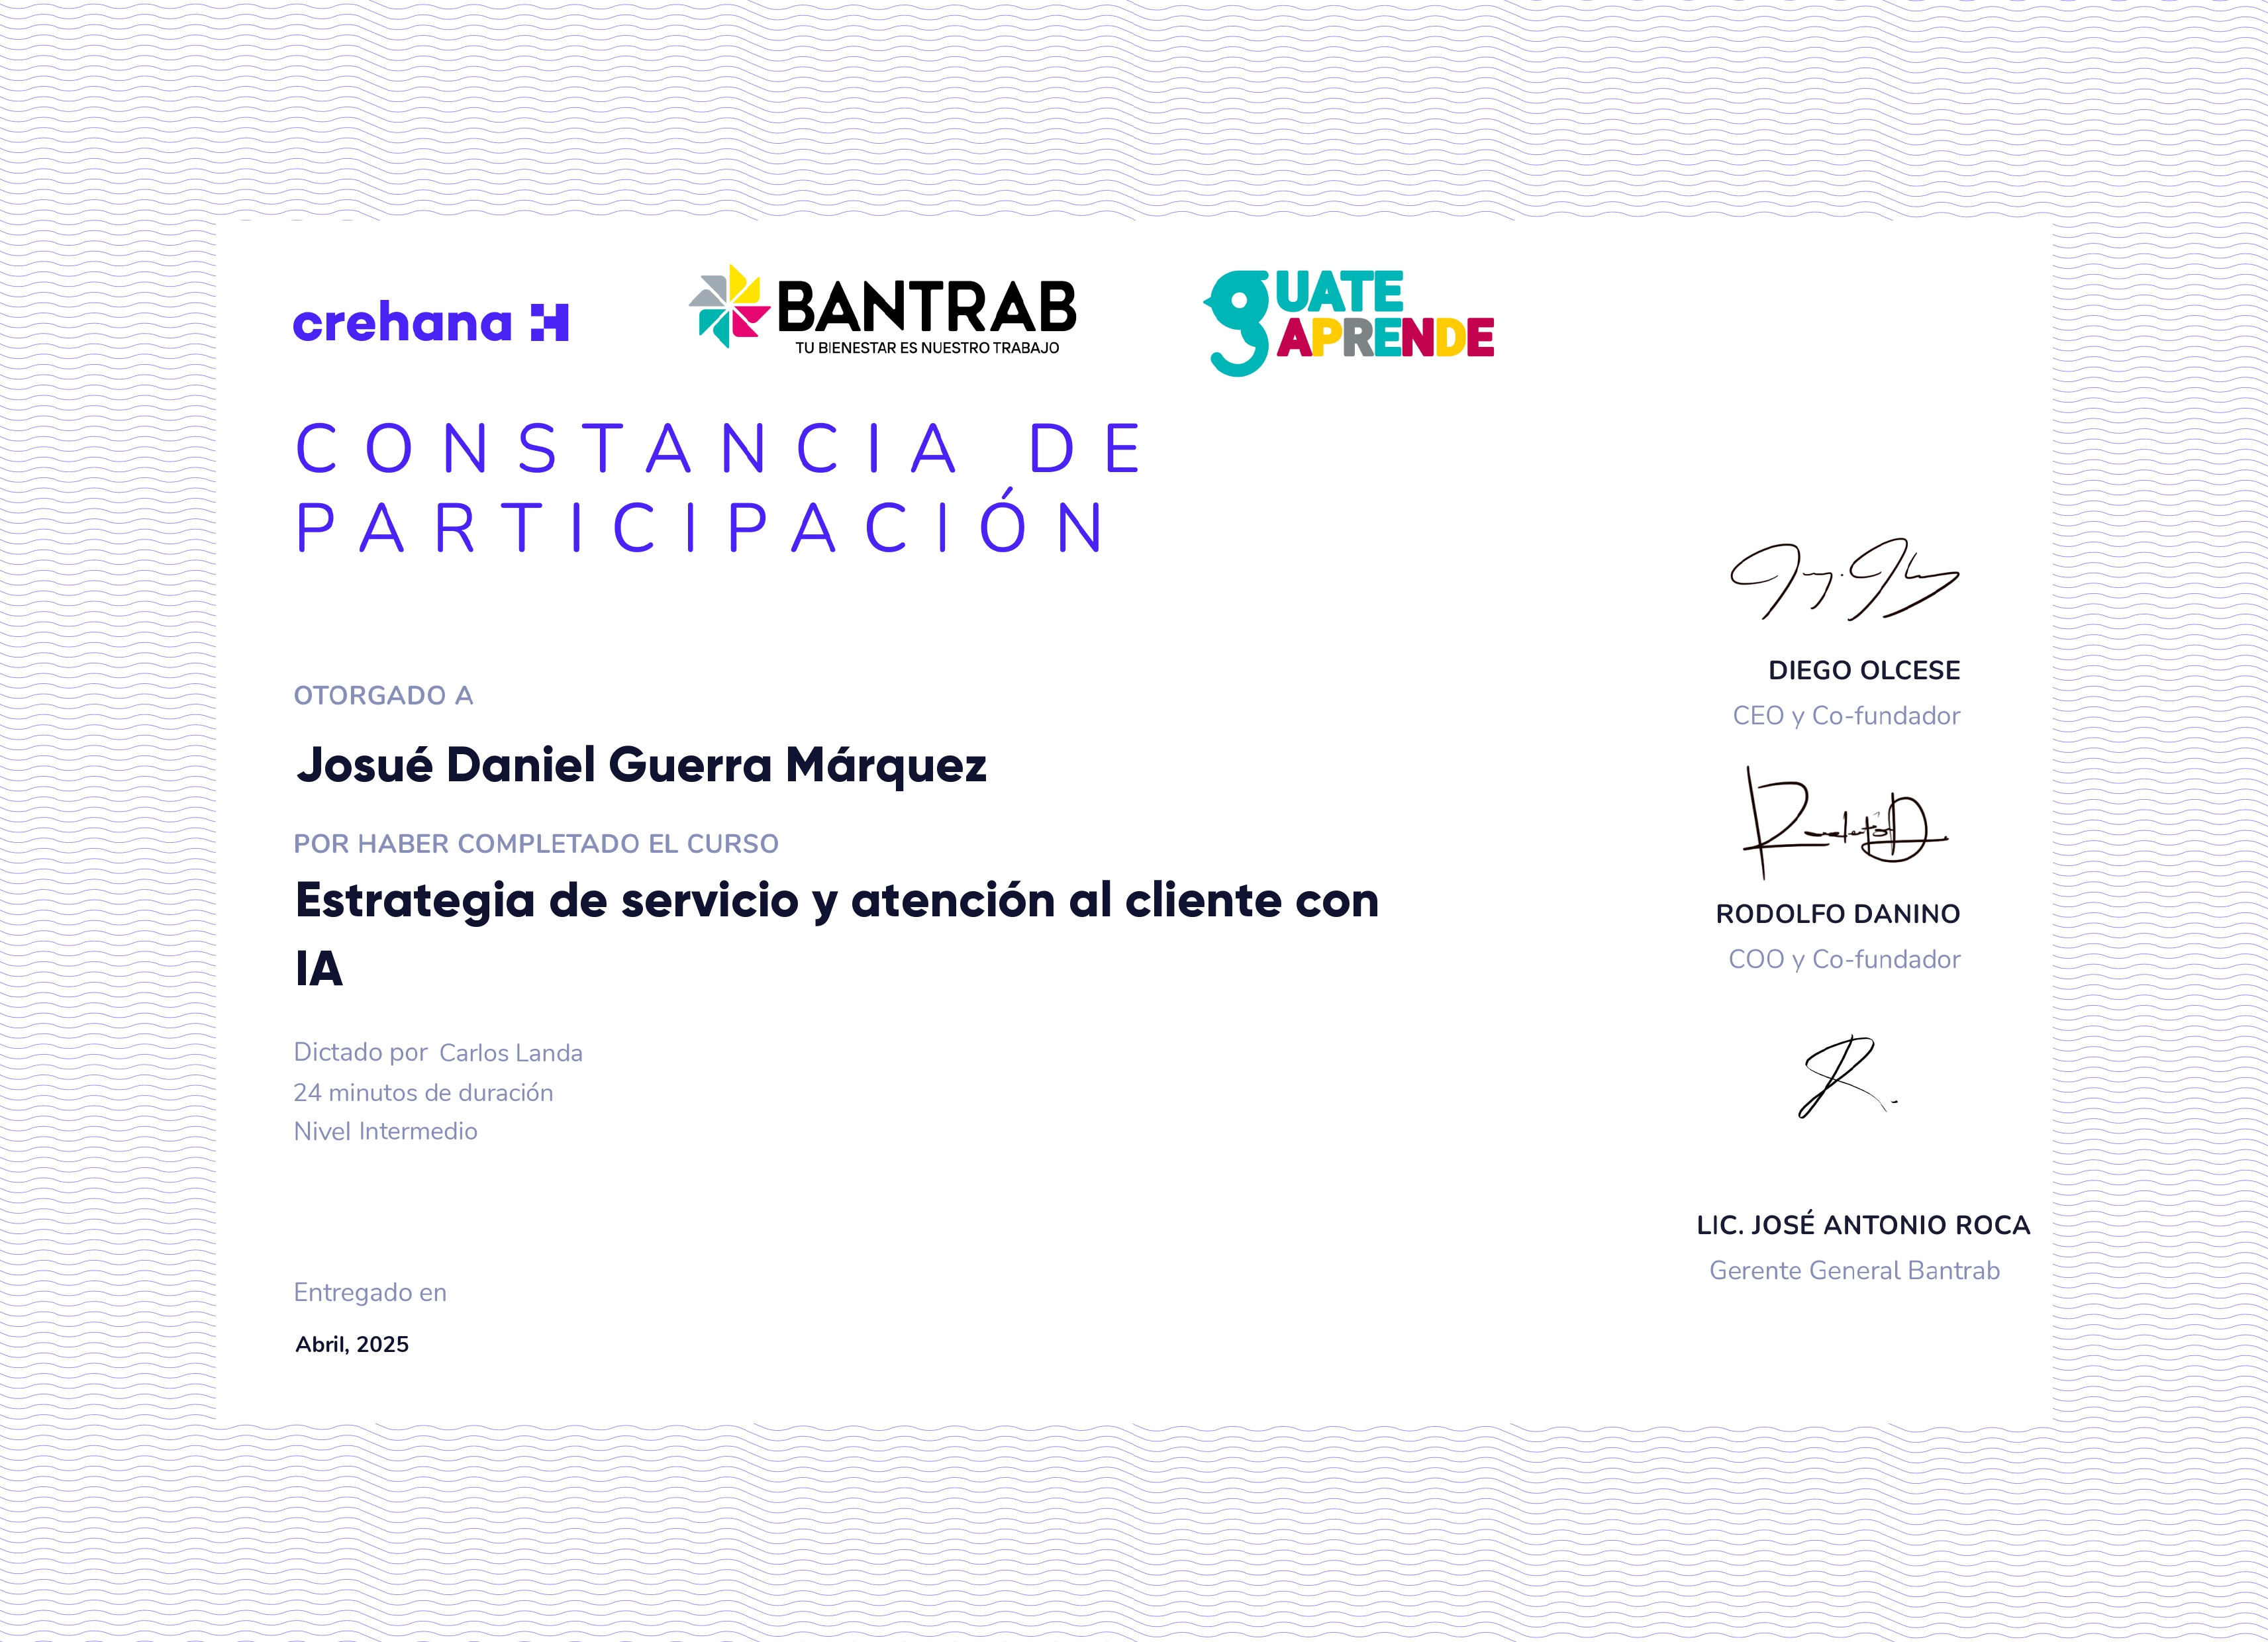 crehana
BANTRAB
TU BIENESTAR ES NUESTRO TRABAJO
guate
APRENDE
CONSTANCIA DE
PARTICIPACIÓN
OTORGADO A
Josué Daniel Guerra Márquez
POR HABER COMPLETADO EL CURSO
Estrategia de servicio y atención al cliente con
IA
Dictado por Carlos Landa
24 minutos de duración
Nivel Intermedio
Entregado en
Abril, 2025
DIEGO OLCESE
CEO y Co-fundador
RODOLFO DANINO
COO y Co-fundador
LIC. JOSÉ ANTONIO ROCA
Gerente General Bantrab